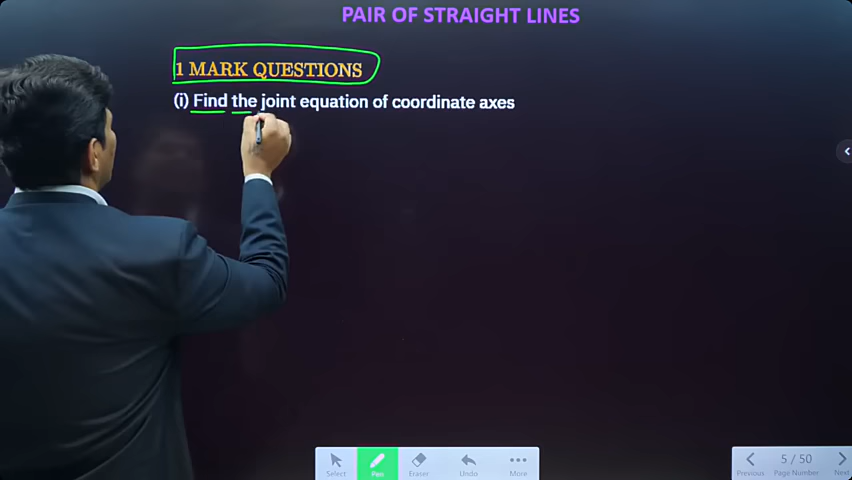 PAIR OF STRAIGHT LINES
1 MARK QUESTIONS
(i) Find the joint equation of coordinate axes
Select
Pen
Eraser
Undo
More
5 / 50
Previous
Page Number
Next